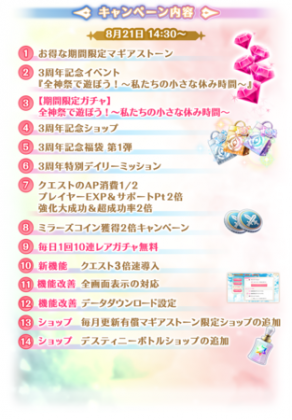 キャンペーン内容
8月21日 14:30～
1 お得な期間限定マギアストーン
2 3周年記念イベント
『全神祭で遊ぼう！～私たちの小さな休み時間～』
3 【期間限定ガチャ】
全神祭で遊ぼう！～私たちの小さな休み時間～
4 3周年記念ショップ
5 3周年記念福袋 第1弾
6 3周年特別デイリーミッション
7 クエストのAP消費1/2
プレイヤーEXP＆サポートPt2倍
強化大成功＆超成功率2倍
8 ミラーズコイン獲得2倍キャンペーン
9 毎日1回10連レアガチャ無料
10 新機能 クエスト3倍速導入
11 機能改善 全画面表示の対応
12 機能改善 データダウンロード設定
13 ショップ 毎月更新有償マギアストーン限定ショップの追加
14 ショップ デスティニーボトルショップの追加